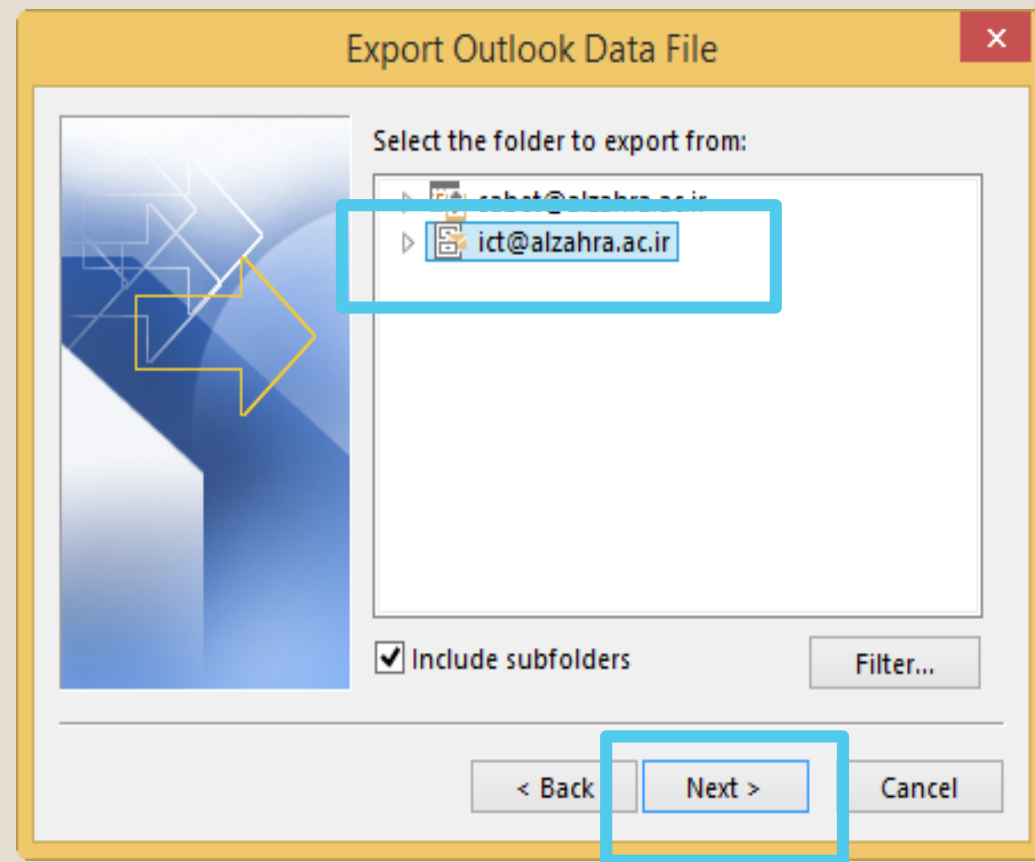 Export Outlook Data File
Select the folder to export from:
ict@alzahra.ac.ir
Include subfolders
Filter...
< Back
Next >
Cancel